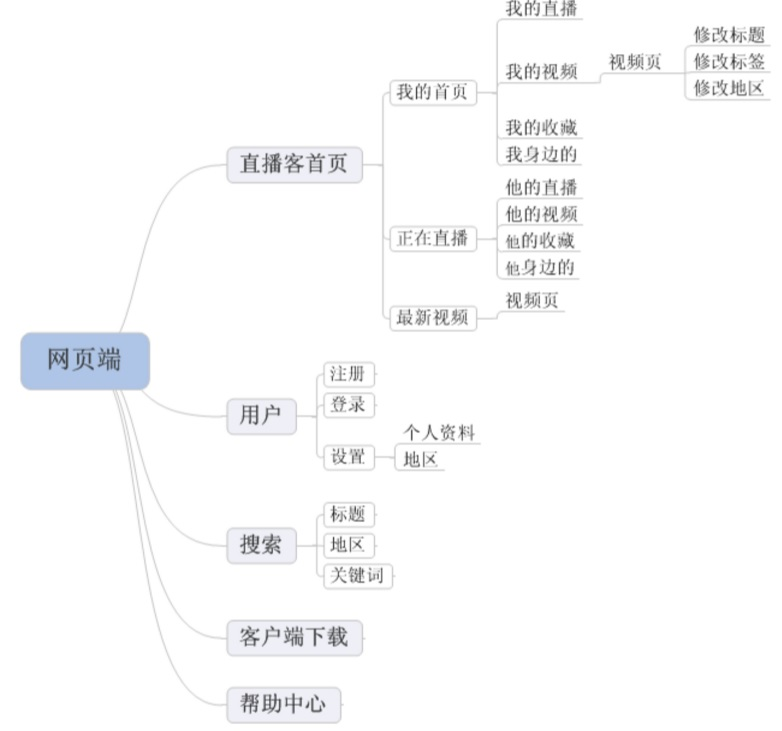 网页端
直播客首页
我的首页
我的直播
我的视频
视频页
修改标题
修改标签
修改地区
我的收藏
我身边的
正在直播
他的直播
他的视频
他的收藏
他身边的
最新视频
视频页
用户
注册
登录
设置
个人资料
地区
搜索
标题
地区
关键词
客户端下载
帮助中心